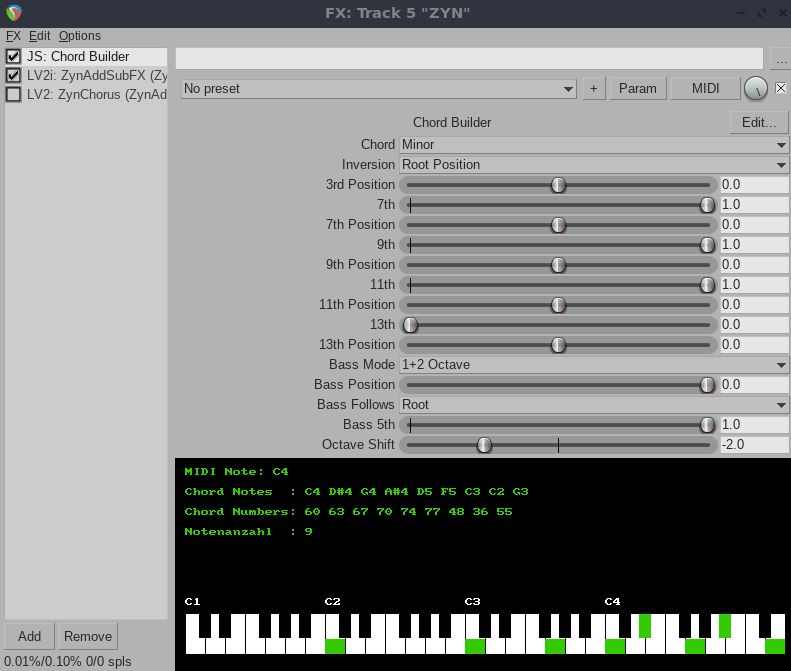 FX: Track 5 "ZYN"
FX Edit Options
JS: Chord Builder
LV2i: ZynAddSubFX (Zy
LV2: ZynChorus (ZynAd
...
No preset + Param MIDI
Chord Builder Edit...
Chord Minor
Inversion Root Position
3rd Position 0.0
7th 1.0
7th Position 0.0
9th 1.0
9th Position 0.0
11th 1.0
11th Position 0.0
13th 0.0
13th Position 0.0
Bass Mode 1+2 Octave
Bass Position 0.0
Bass Follows Root
Bass 5th 1.0
Octave Shift -2.0
MIDI Note: C4
Chord Notes : C4 D#4 G4 A#4 D5 F5 C3 C2 G3
Chord Numbers: 60 63 67 70 74 77 48 36 55
Notenanzahl : 9
C1 C2 C3 C4
Add Remove
0.01%/0.10% 0/0 spls